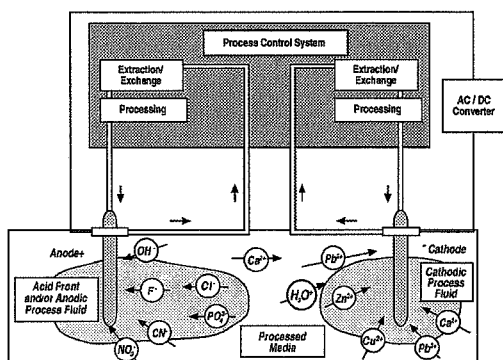 Process Control System
Extraction/
Exchange
Processing
Extraction/
Exchange
Processing
AC / DC
Converter
Anode+
OH⁻
Ca²⁺
Pb²⁺
⁻ Cathode
Acid Front
and/or Anodic
Process Fluid
F⁻
Cl⁻
PO₄
CN⁻
NO₃
H₃O⁺
Zn²⁺
Cathodic
Process
Fluid
Ca²⁺
Cu²⁺
Pb²⁺
Processed
Media